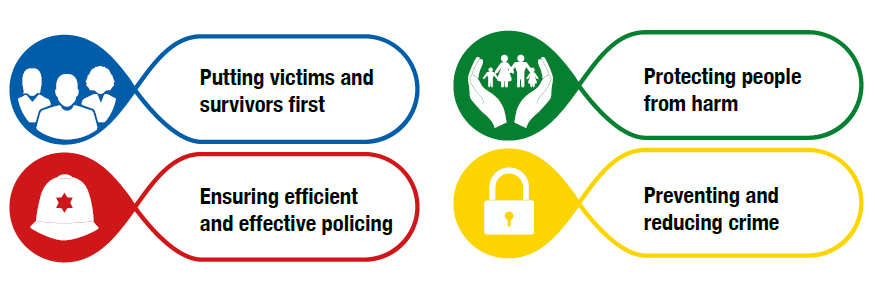 Putting victims and
survivors first
Protecting people
from harm
Ensuring efficient
and effective policing
Preventing and
reducing crime